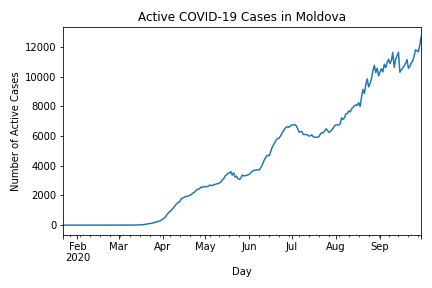 Active COVID-19 Cases in Moldova
Number of Active Cases
12000
10000
8000
6000
4000
2000
0
Feb
2020
Mar
Apr
May
Jun
Jul
Aug
Sep
Day